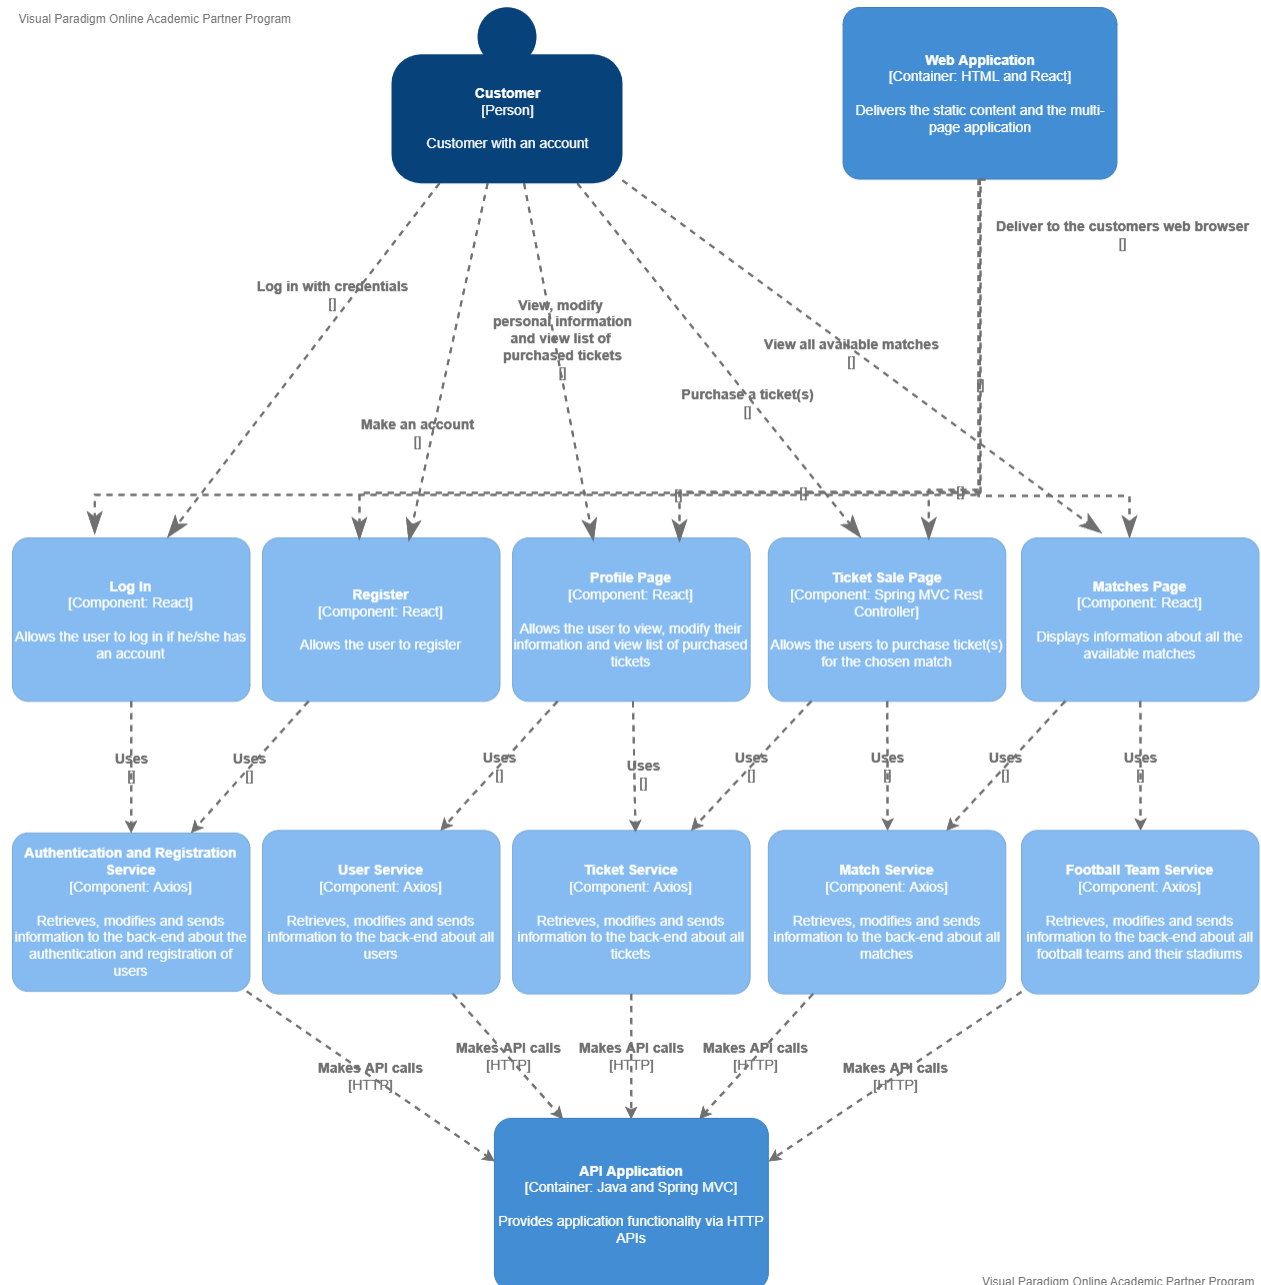 Visual Paradigm Online Academic Partner Program
Customer
[Person]
Customer with an account
Web Application
[Container: HTML and React]
Delivers the static content and the multi-
page application
Deliver to the customers web browser
[]
Log in with credentials
[]
View, modify
personal information
and view list of
purchased tickets
[]
View all available matches
[]
Purchase a ticket(s)
[]
[]
Make an account
[]
[]
[]
[]
Log In
[Component: React]
Allows the user to log in if he/she has
an account
Register
[Component: React]
Allows the user to register
Profile Page
[Component: React]
Allows the user to view, modify their
information and view list of purchased
tickets
Ticket Sale Page
[Component: Spring MVC Rest
Controller]
Allows the users to purchase ticket(s)
for the chosen match
Matches Page
[Component: React]
Displays information about all the
available matches
Uses
[]
Uses
[]
Uses
[]
Uses
[]
Uses
[]
Uses
[]
Uses
[]
Uses
[]
Authentication and Registration
Service
[Component: Axios]
Retrieves, modifies and sends
information to the back-end about the
authentication and registration of
users
User Service
[Component: Axios]
Retrieves, modifies and sends
information to the back-end about all
users
Ticket Service
[Component: Axios]
Retrieves, modifies and sends
information to the back-end about all
tickets
Match Service
[Component: Axios]
Retrieves, modifies and sends
information to the back-end about all
matches
Football Team Service
[Component: Axios]
Retrieves, modifies and sends
information to the back-end about all
football teams and their stadiums
Makes API calls
[HTTP]
Makes API calls
[HTTP]
Makes API calls
[HTTP]
Makes API calls
[HTTP]
Makes API calls
[HTTP]
API Application
[Container: Java and Spring MVC]
Provides application functionality via HTTP
APIs
Visual Paradigm Online Academic Partner Program